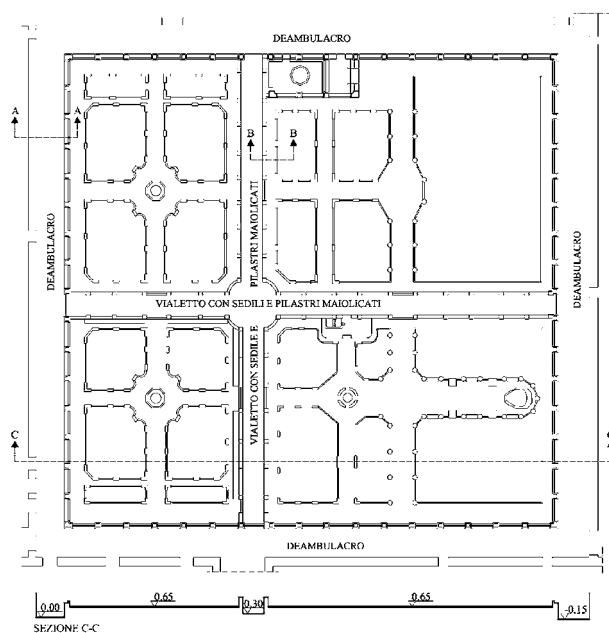 DEAMBULACRO
A
A
B
B
PILASTRI MAIOLICATI
DEAMBULACRO
DEAMBULACRO
VIALETTO CON SEDILI E PILASTRI MAIOLICATI
VIALETTO CON SEDILE E
C
DEAMBULACRO
0.00
0.65
0.30
0.65
-0.15
SEZIONE C-C